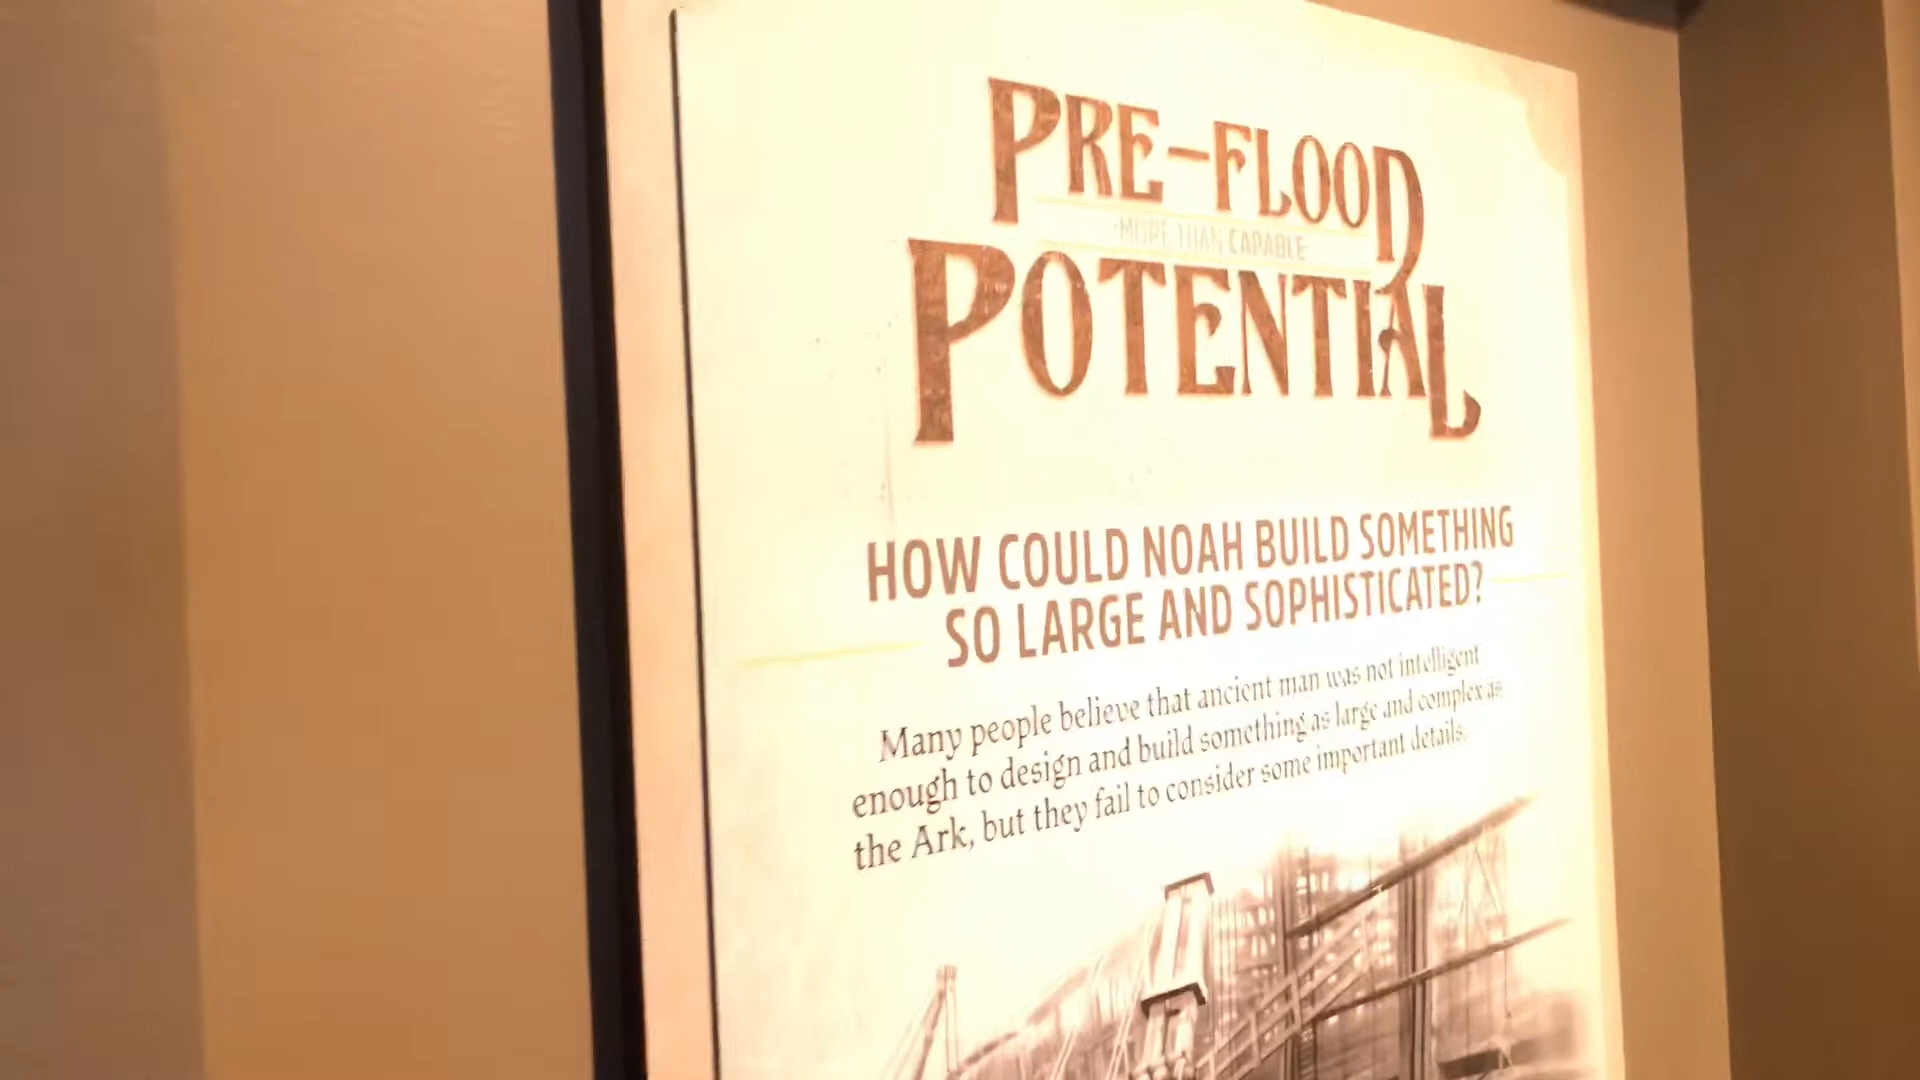 PRE-FLOOD
·MORE THAN CAPABLE·
POTENTIAL
HOW COULD NOAH BUILD SOMETHING
SO LARGE AND SOPHISTICATED?
Many people believe that ancient man was not intelligent
enough to design and build something as large and complex as
the Ark, but they fail to consider some important details.